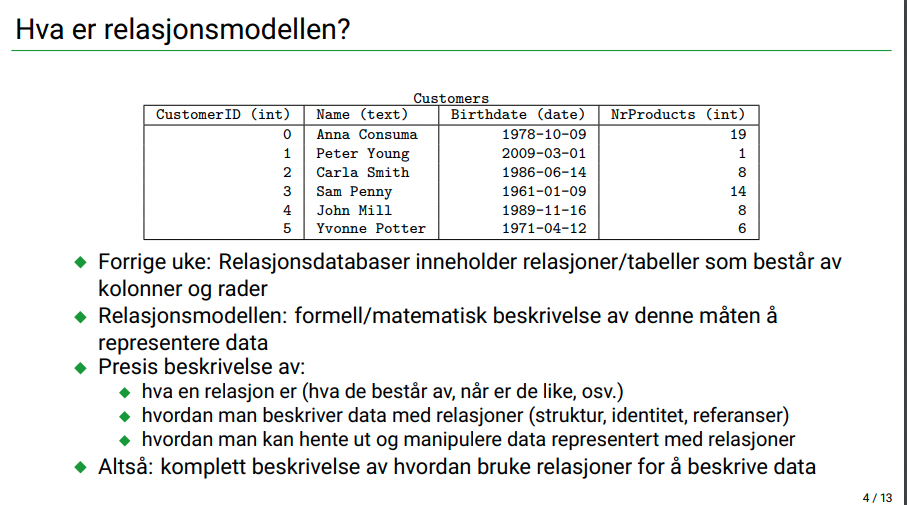 Hva er relasjonsmodellen?
Customers
CustomerID (int) Name (text) Birthdate (date) NrProducts (int)
0 Anna Consuma 1978-10-09 19
1 Peter Young 2009-03-01 1
2 Carla Smith 1986-06-14 8
3 Sam Penny 1961-01-09 14
4 John Mill 1989-11-16 8
5 Yvonne Potter 1971-04-12 6
◆ Forrige uke: Relasjonsdatabaser inneholder relasjoner/tabeller som består av
kolonner og rader
◆ Relasjonsmodellen: formell/matematisk beskrivelse av denne måten å
representere data
◆ Presis beskrivelse av:
◆ hva en relasjon er (hva de består av, når er de like, osv.)
◆ hvordan man beskriver data med relasjoner (struktur, identitet, referanser)
◆ hvordan man kan hente ut og manipulere data representert med relasjoner
◆ Altså: komplett beskrivelse av hvordan bruke relasjoner for å beskrive data
4 / 13